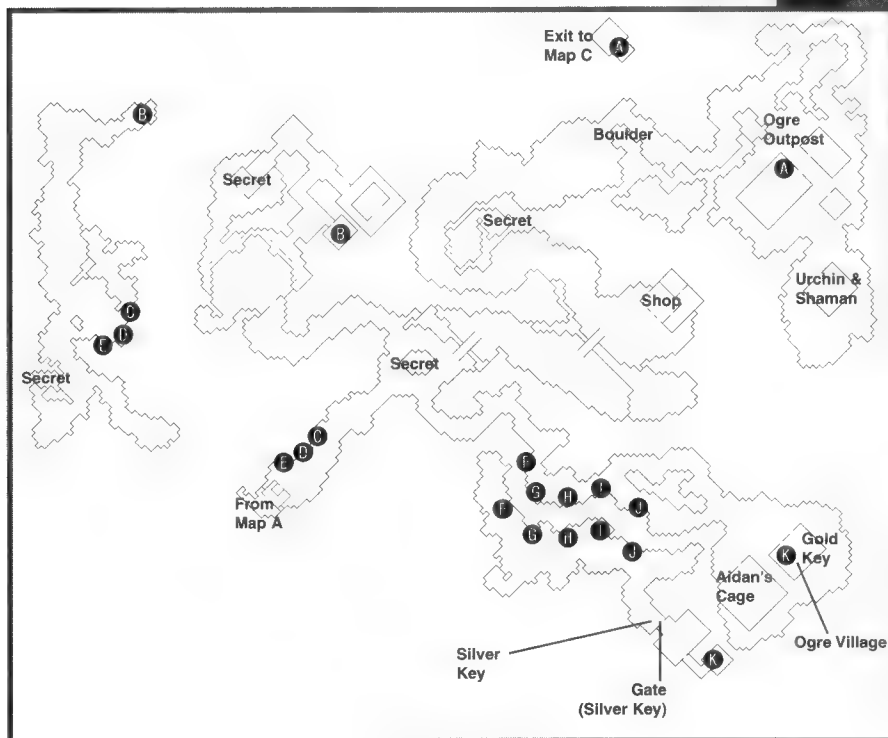 Exit to
Map C
A
B
Boulder
Ogre
Outpost
A
Secret
Secret
B
Urchin &
Shaman
Shop
C
D
E
Secret
Secret
C
D
E
From
Map A
F
G
H
I
J
F
G
H
I
J
Gold
Key
K
Aidan's
Cage
Ogre Village
Silver
Key
K
Gate
(Silver Key)